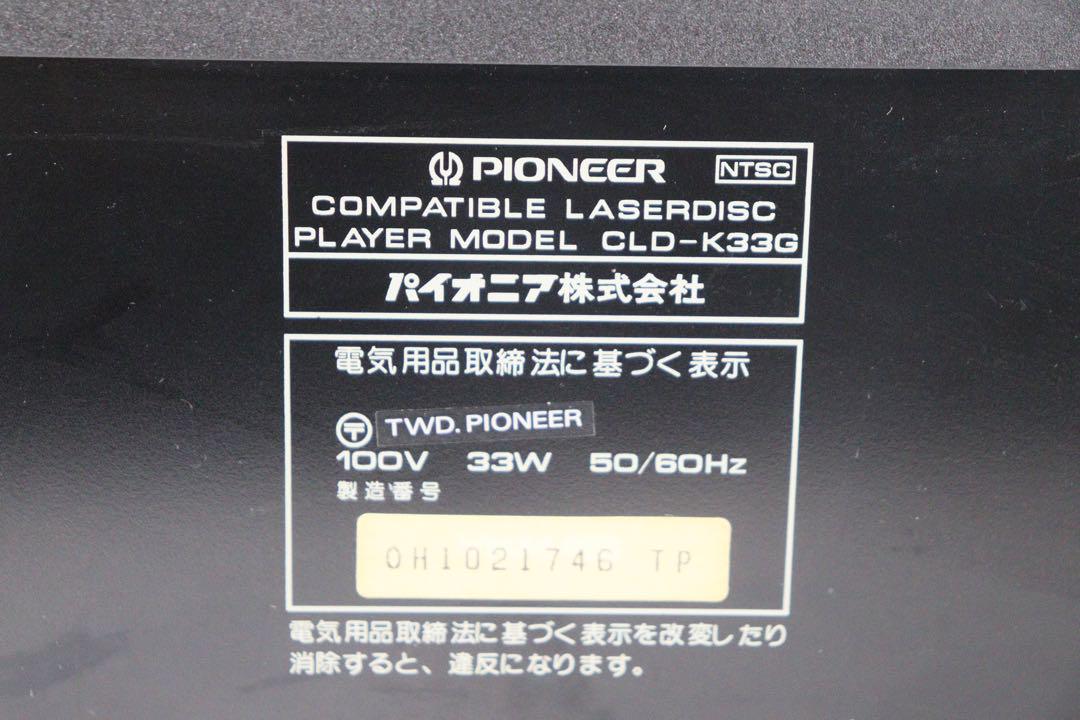 PIONEER NTSC
COMPATIBLE LASERDISC
PLAYER MODEL CLD-K33G
パイオニア株式会社
電気用品取締法に基づく表示
〒 TWD. PIONEER
100V 33W 50/60Hz
製造番号
OH1021746 TP
電気用品取締法に基づく表示を改変したり
消除すると、違反になります。